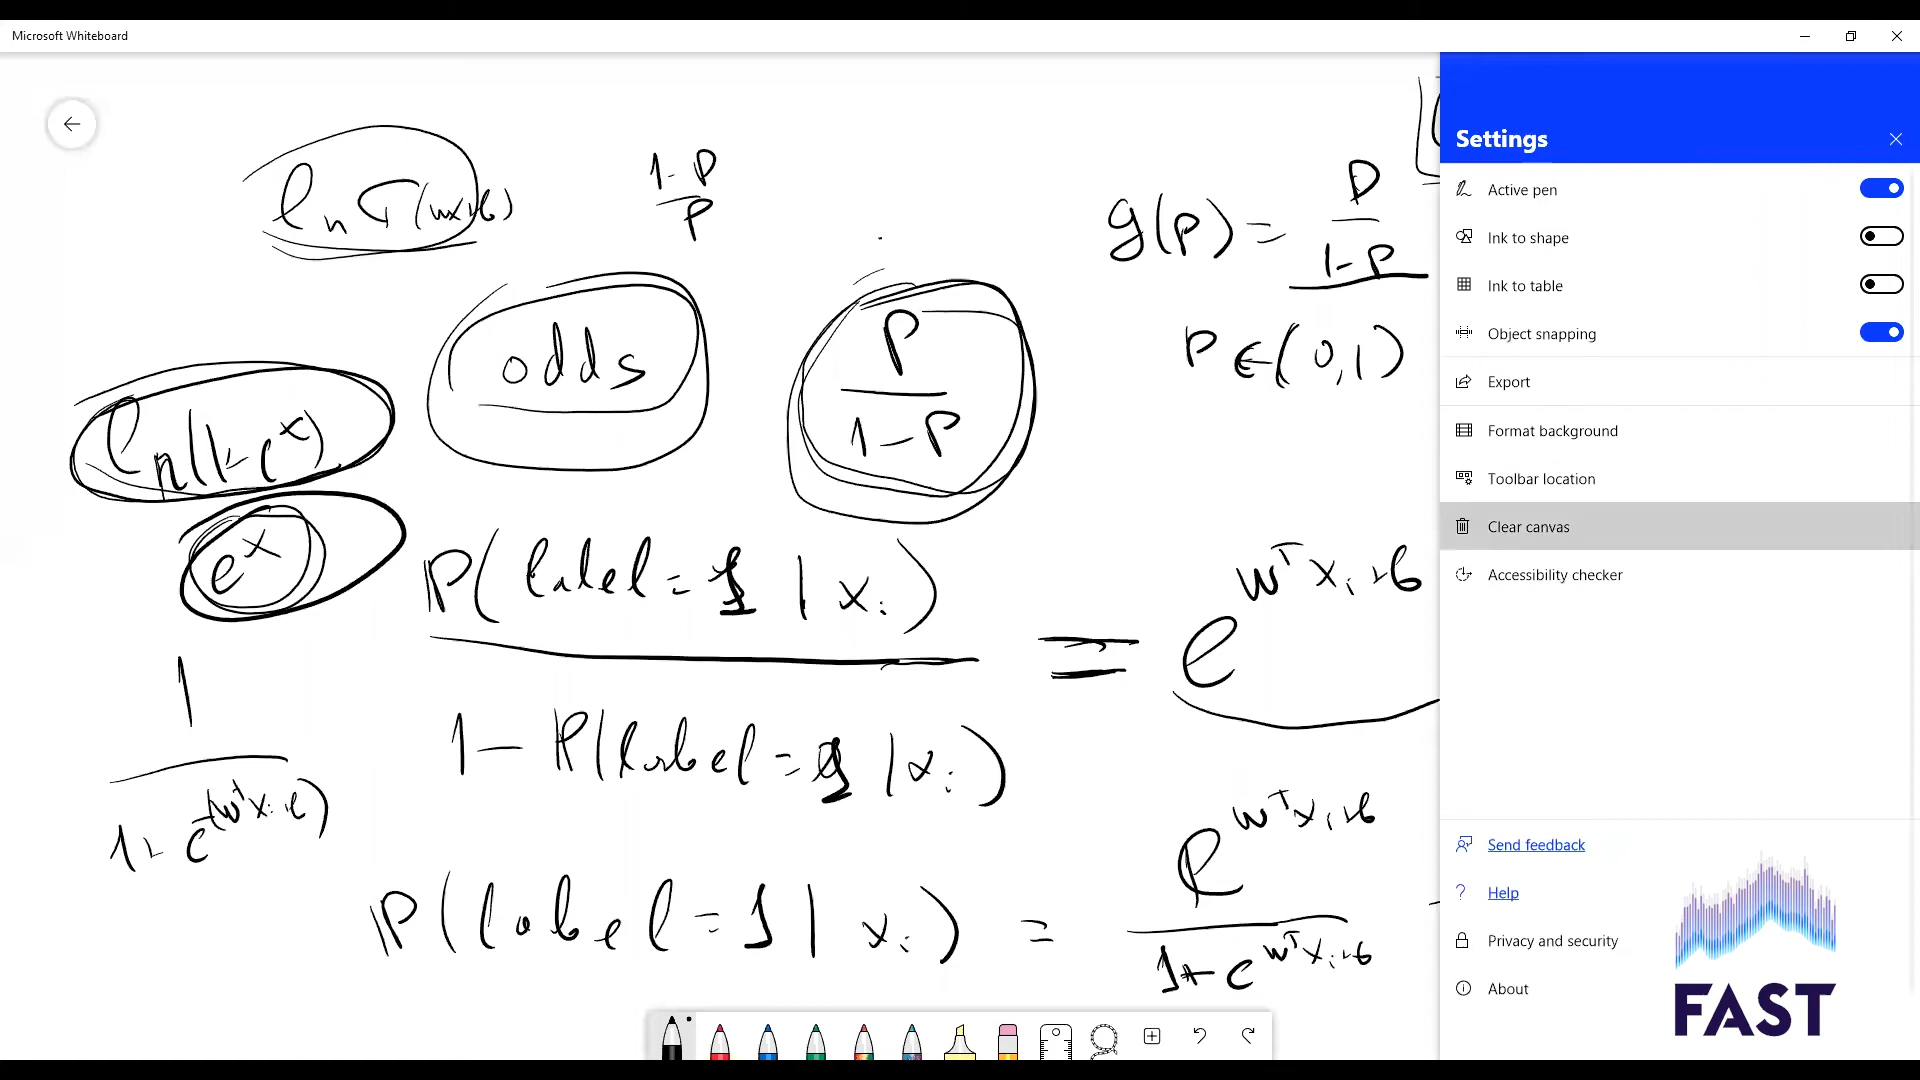 Microsoft Whiteboard
ln σ(wx+b)
1-P
P
g(p) = P
1-P
P ∈ (0,1)
odds
P
1-P
ln(1-e^x)
e^x
P(label = 1 | x_i)
1 - P(label = 1 | x_i)
= e^{w^T x_i + b}
1
1+ e^{-(w^T x_i + b)}
P(label = 1 | x_i) = e^{w^T x_i + b}
1+ e^{w^T x_i + b}
Settings
Active pen
Ink to shape
Ink to table
Object snapping
Export
Format background
Toolbar location
Clear canvas
Accessibility checker
Send feedback
Help
Privacy and security
About
FAST